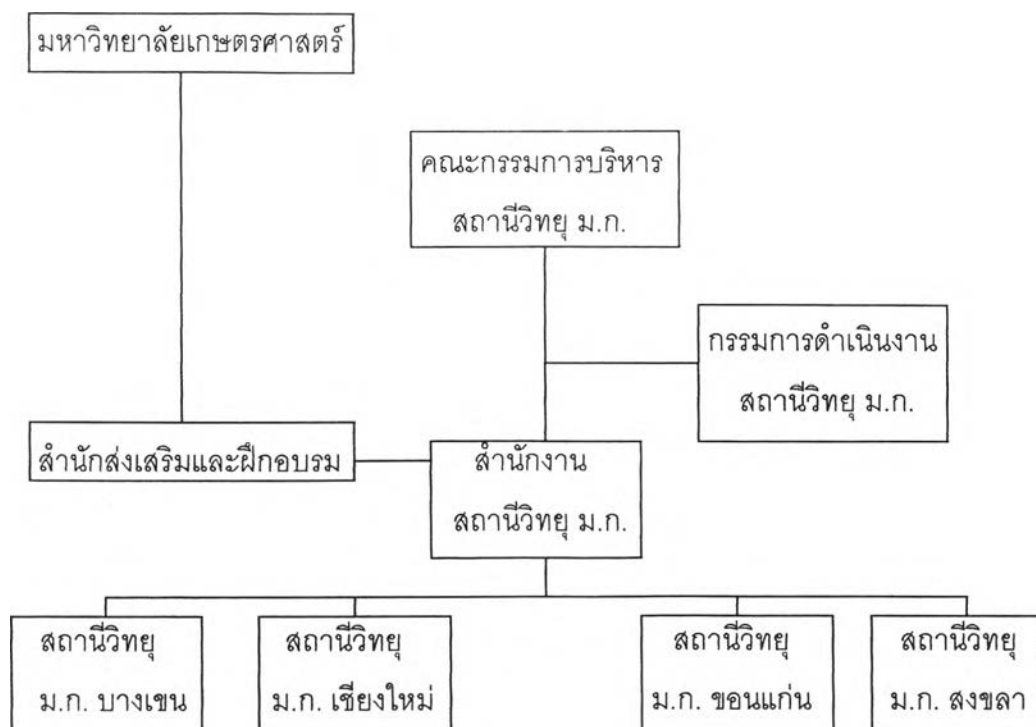 มหาวิทยาลัยเกษตรศาสตร์
คณะกรรมการบริหาร
สถานีวิทยุ ม.ก.
กรรมการดำเนินงาน
สถานีวิทยุ ม.ก.
สำนักส่งเสริมและฝึกอบรม
สำนักงาน
สถานีวิทยุ ม.ก.
สถานีวิทยุ
ม.ก. บางเขน
สถานีวิทยุ
ม.ก. เชียงใหม่
สถานีวิทยุ
ม.ก. ขอนแก่น
สถานีวิทยุ
ม.ก. สงขลา